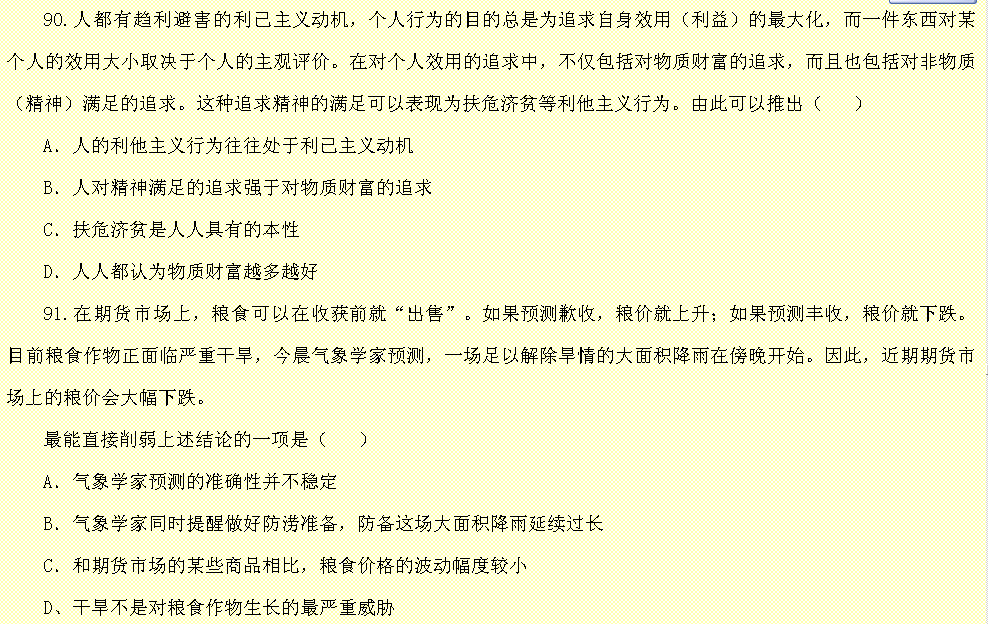 90.人都有趋利避害的利己主义动机，个人行为的目的总是为追求自身效用（利益）的最大化，而一件东西对某
个人的效用大小取决于个人的主观评价。在对个人效用的追求中，不仅包括对物质财富的追求，而且也包括对非物质
（精神）满足的追求。这种追求精神的满足可以表现为扶危济贫等利他主义行为。由此可以推出（　　）
A．人的利他主义行为往往处于利己主义动机
B．人对精神满足的追求强于对物质财富的追求
C．扶危济贫是人人具有的本性
D．人人都认为物质财富越多越好
91.在期货市场上，粮食可以在收获前就“出售”。如果预测歉收，粮价就上升；如果预测丰收，粮价就下跌。
目前粮食作物正面临严重干旱，今晨气象学家预测，一场足以解除旱情的大面积降雨在傍晚开始。因此，近期期货市
场上的粮价会大幅下跌。
最能直接削弱上述结论的一项是（　　）
A．气象学家预测的准确性并不稳定
B．气象学家同时提醒做好防涝准备，防备这场大面积降雨延续过长
C．和期货市场的某些商品相比，粮食价格的波动幅度较小
D、干旱不是对粮食作物生长的最严重威胁